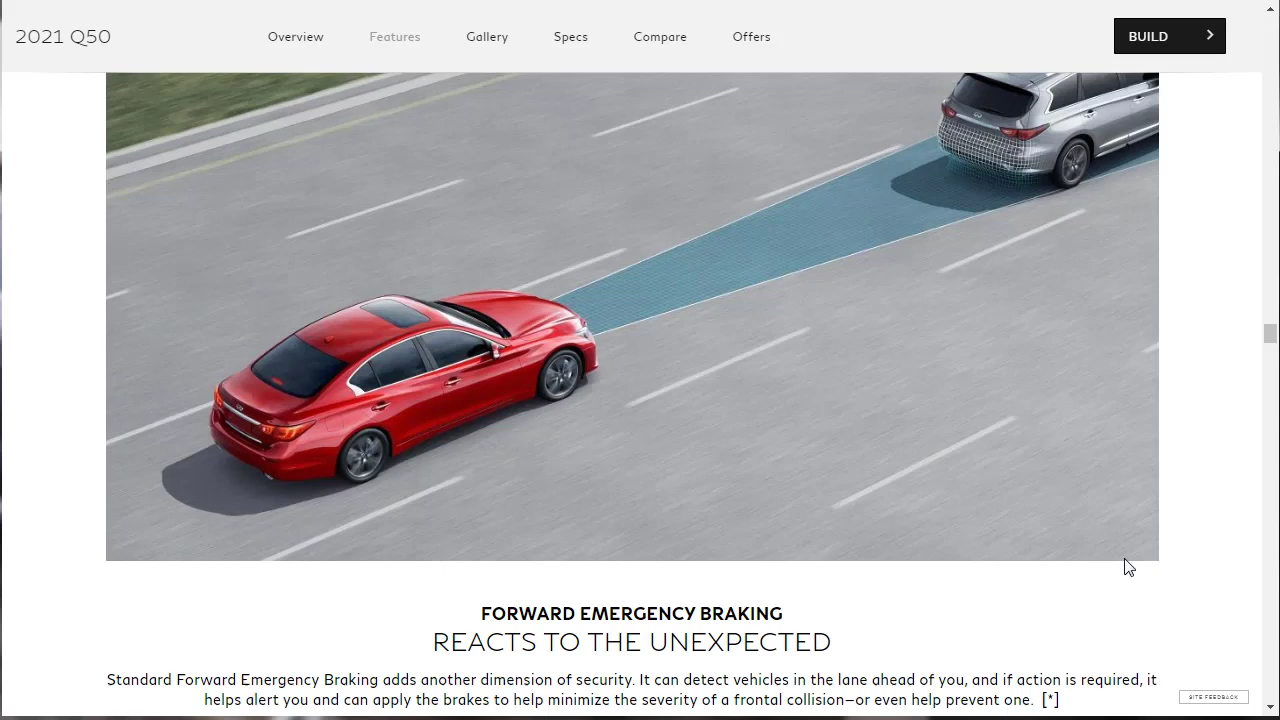 2021 Q50
Overview Features Gallery Specs Compare Offers
BUILD
FORWARD EMERGENCY BRAKING
REACTS TO THE UNEXPECTED
Standard Forward Emergency Braking adds another dimension of security. It can detect vehicles in the lane ahead of you, and if action is required, it
helps alert you and can apply the brakes to help minimize the severity of a frontal collision—or even help prevent one. [*]
SITE FEEDBACK